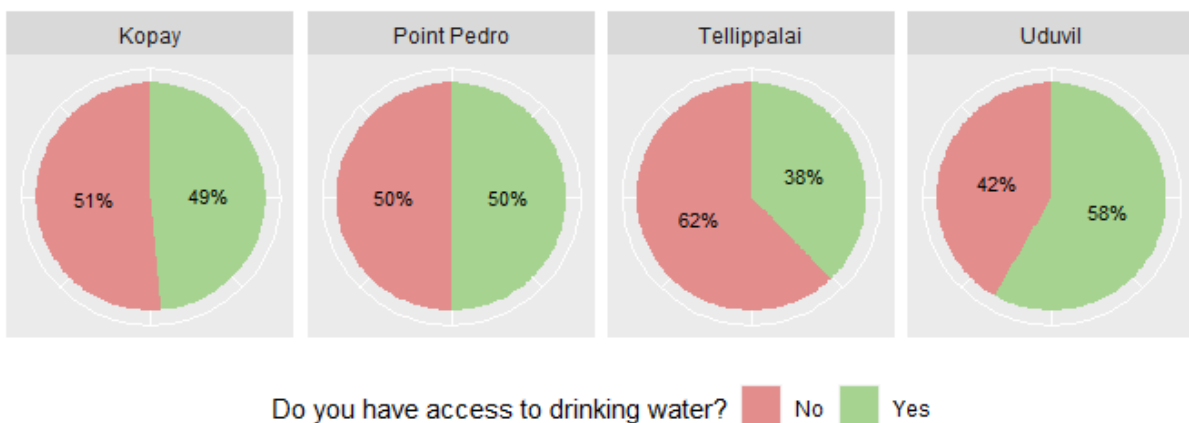 Kopay
Point Pedro
Tellippalai
Uduvil
51%
49%
50%
50%
62%
38%
42%
58%
Do you have access to drinking water? No Yes